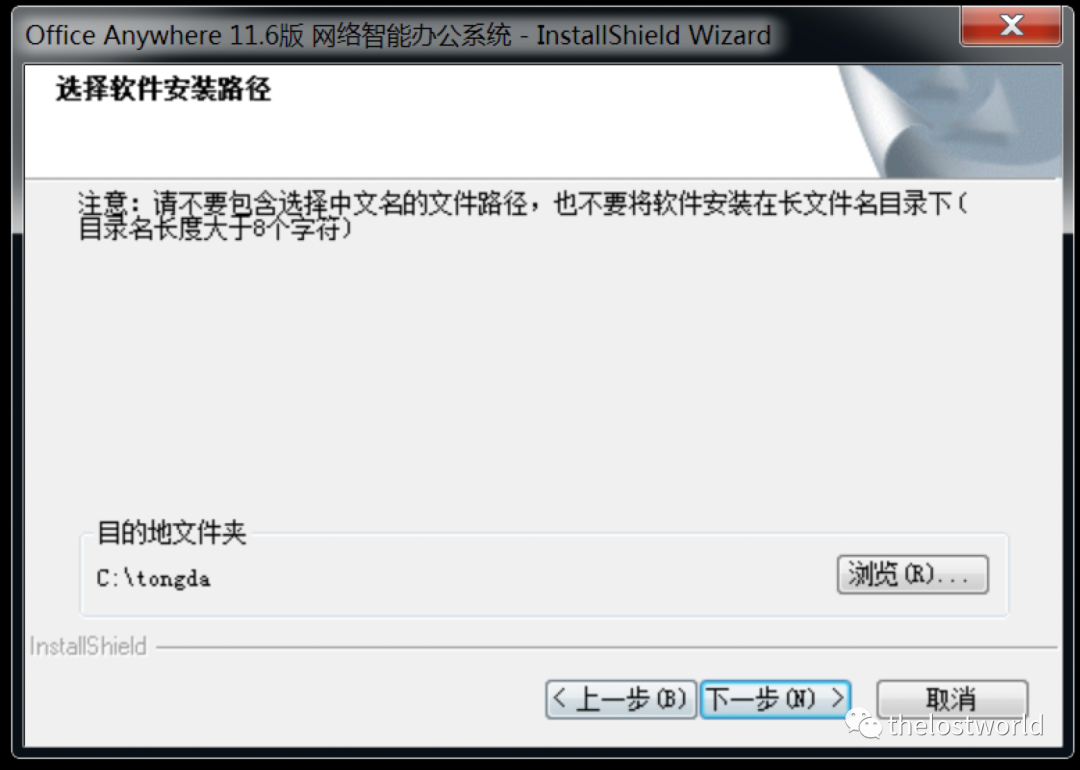 Office Anywhere 11.6版 网络智能办公系统 - InstallShield Wizard
选择软件安装路径
注意：请不要包含选择中文名的文件路径，也不要将软件安装在长文件名目录下（
目录名长度大于8个字符）
目的地文件夹
C:\tongda
浏览(R)...
InstallShield
< 上一步(B)
下一步(N) >
取消
thelostworld